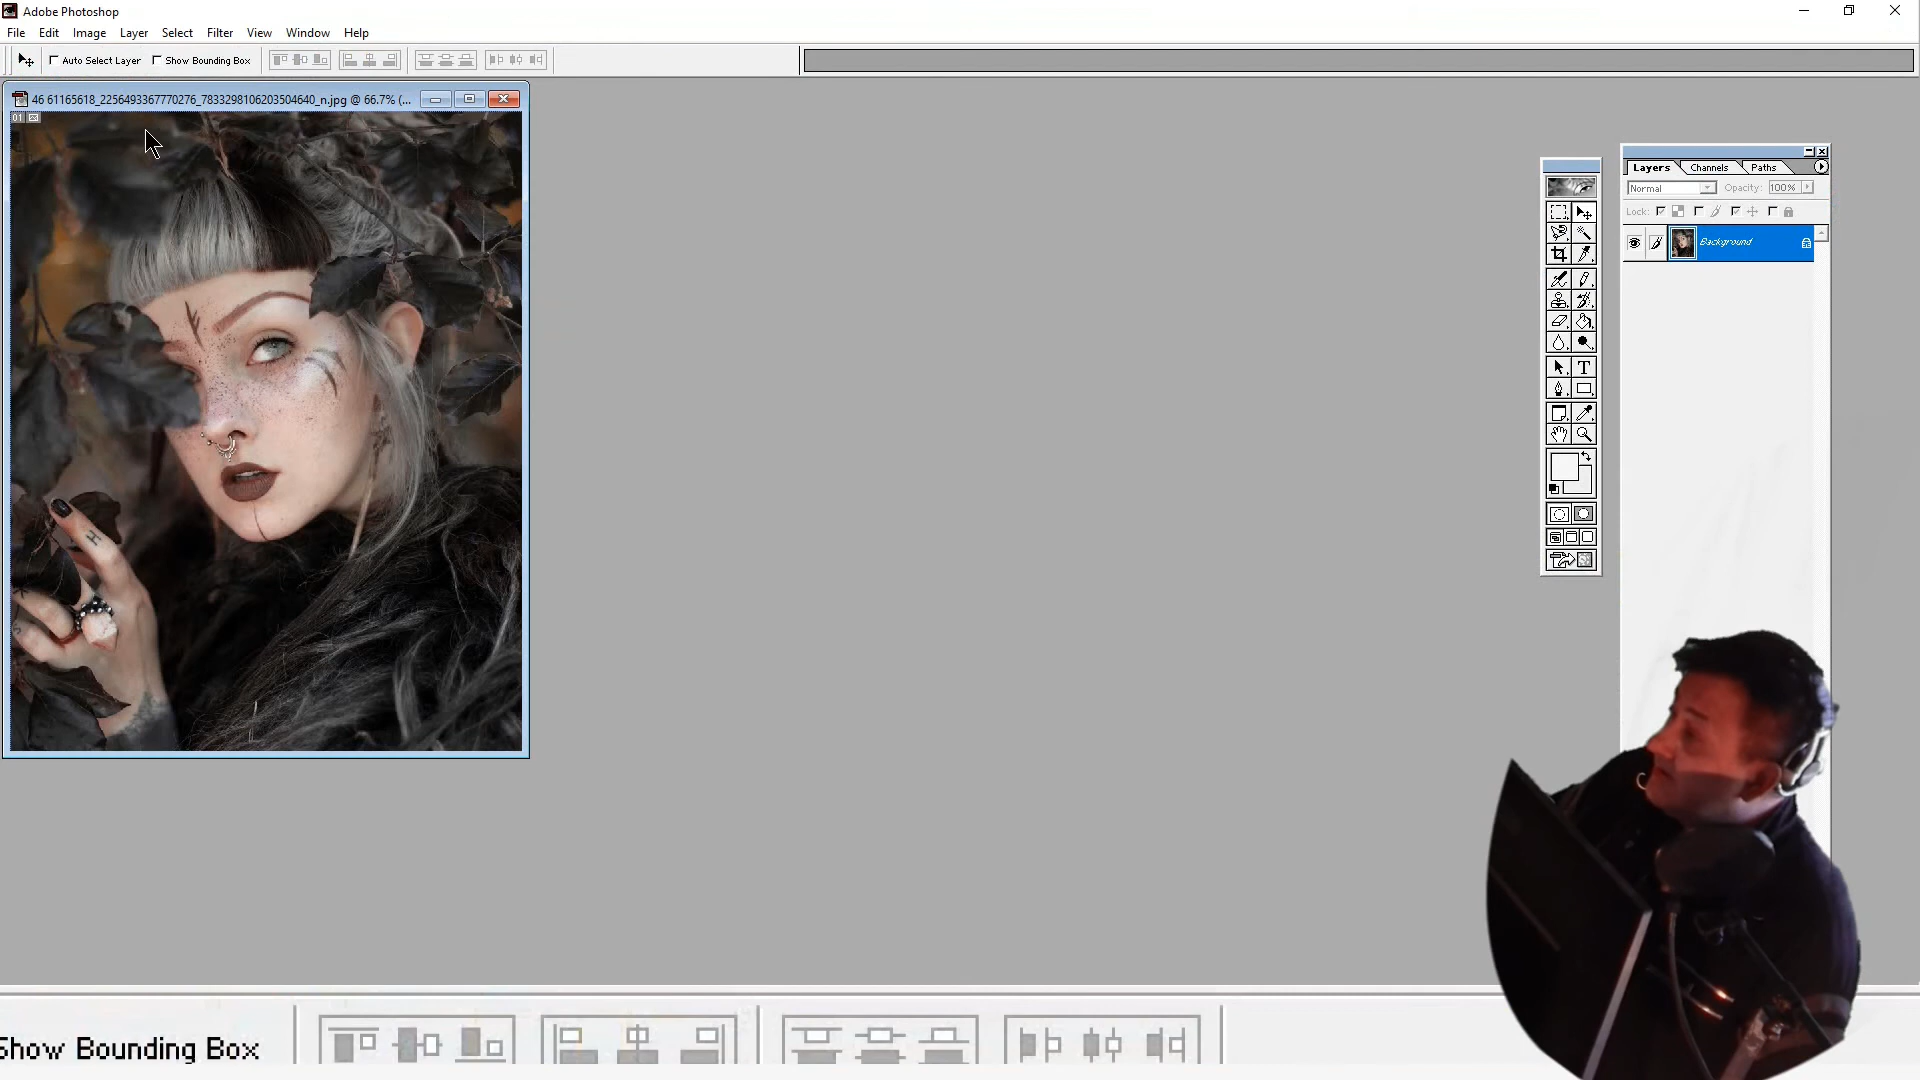 Adobe Photoshop
File Edit Image Layer Select Filter View Window Help
Auto Select Layer Show Bounding Box
46 61165618_2256493367770276_7833298106203504640_n.jpg @ 66.7% (...
01
Layers Channels Paths
Normal Opacity: 100%
Lock:
Background
T
H
Show Bounding Box